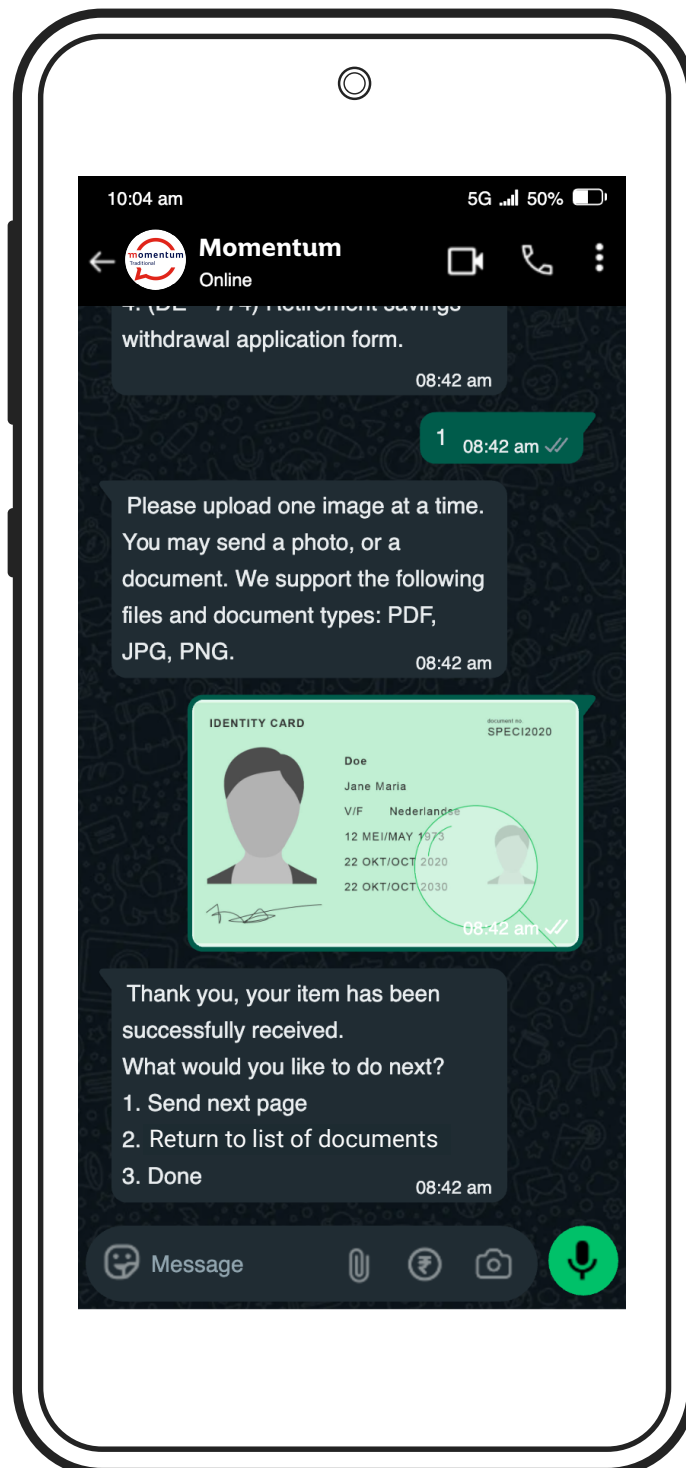 10:04 am 5G 50%
momentum
Traditional
Momentum
Online
4. (DE – 774) Retirement savings
withdrawal application form.
08:42 am
1 08:42 am
Please upload one image at a time.
You may send a photo, or a
document. We support the following
files and document types: PDF,
JPG, PNG.
08:42 am
IDENTITY CARD
document no.
SPECI2020
Doe
Jane Maria
V/F Nederlandse
12 MEI/MAY 1973
22 OKT/OCT 2020
22 OKT/OCT 2030
08:42 am
Thank you, your item has been
successfully received.
What would you like to do next?
1. Send next page
2. Return to list of documents
3. Done
08:42 am
Message